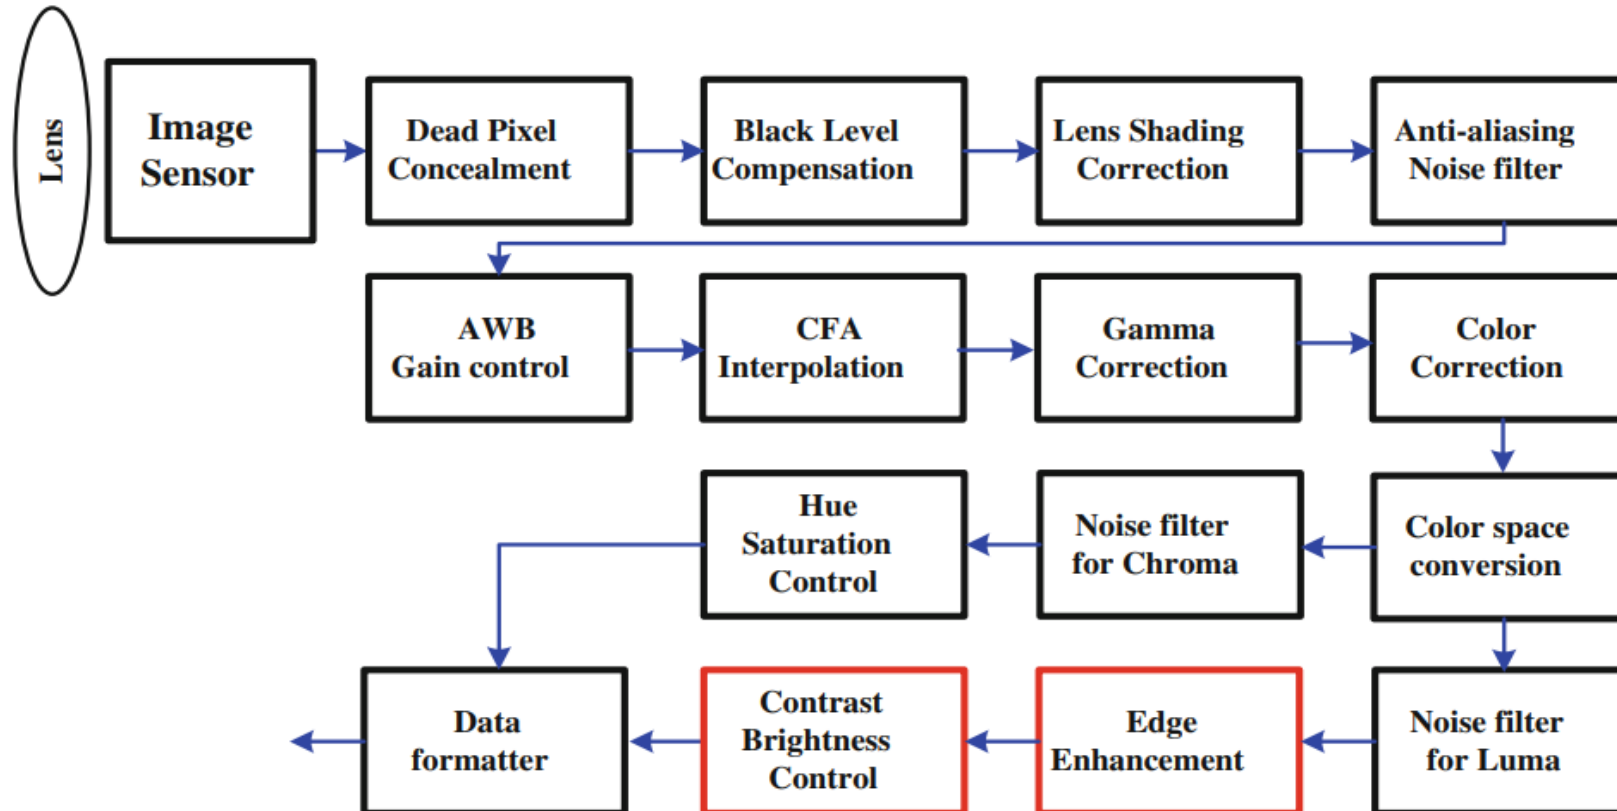 Lens
Image
Sensor
Dead Pixel
Concealment
Black Level
Compensation
Lens Shading
Correction
Anti-aliasing
Noise filter
AWB
Gain control
CFA
Interpolation
Gamma
Correction
Color
Correction
Hue
Saturation
Control
Noise filter
for Chroma
Color space
conversion
Data
formatter
Contrast
Brightness
Control
Edge
Enhancement
Noise filter
for Luma